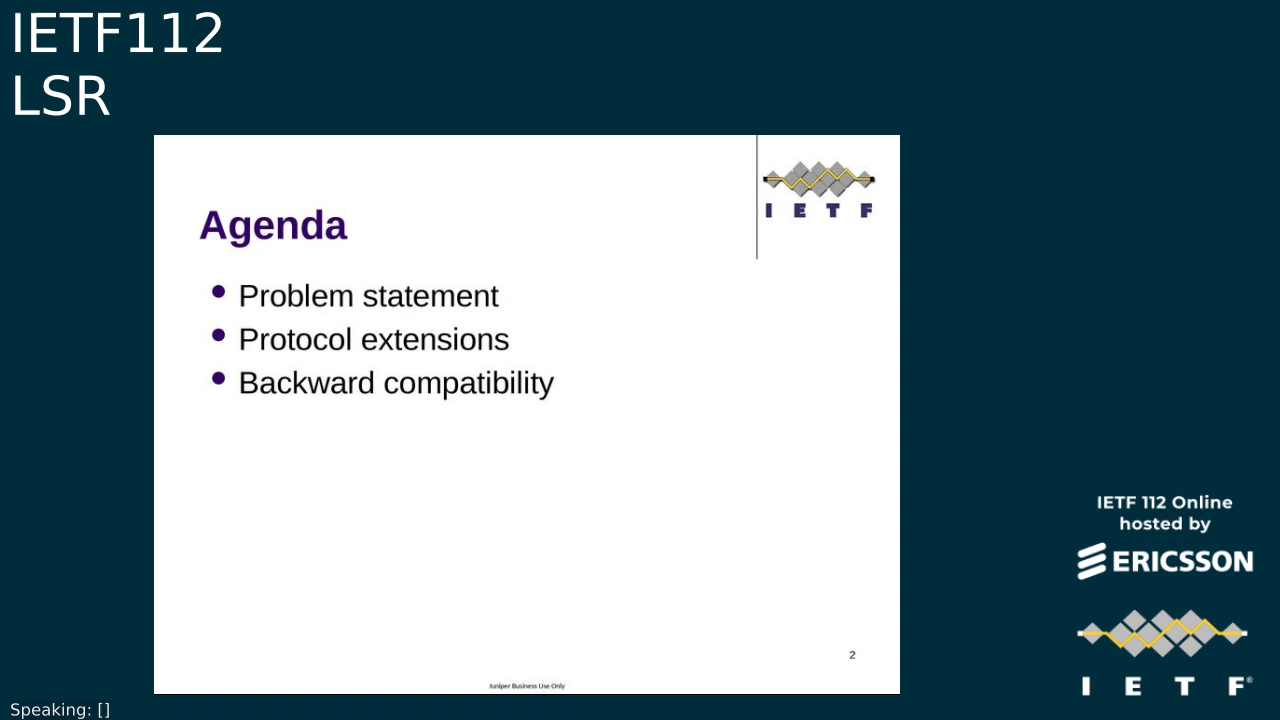 IETF112
LSR
I E T F
Agenda
Problem statement
Protocol extensions
Backward compatibility
2
Juniper Business Use Only
IETF 112 Online
hosted by
ERICSSON
I E T F®
Speaking: []